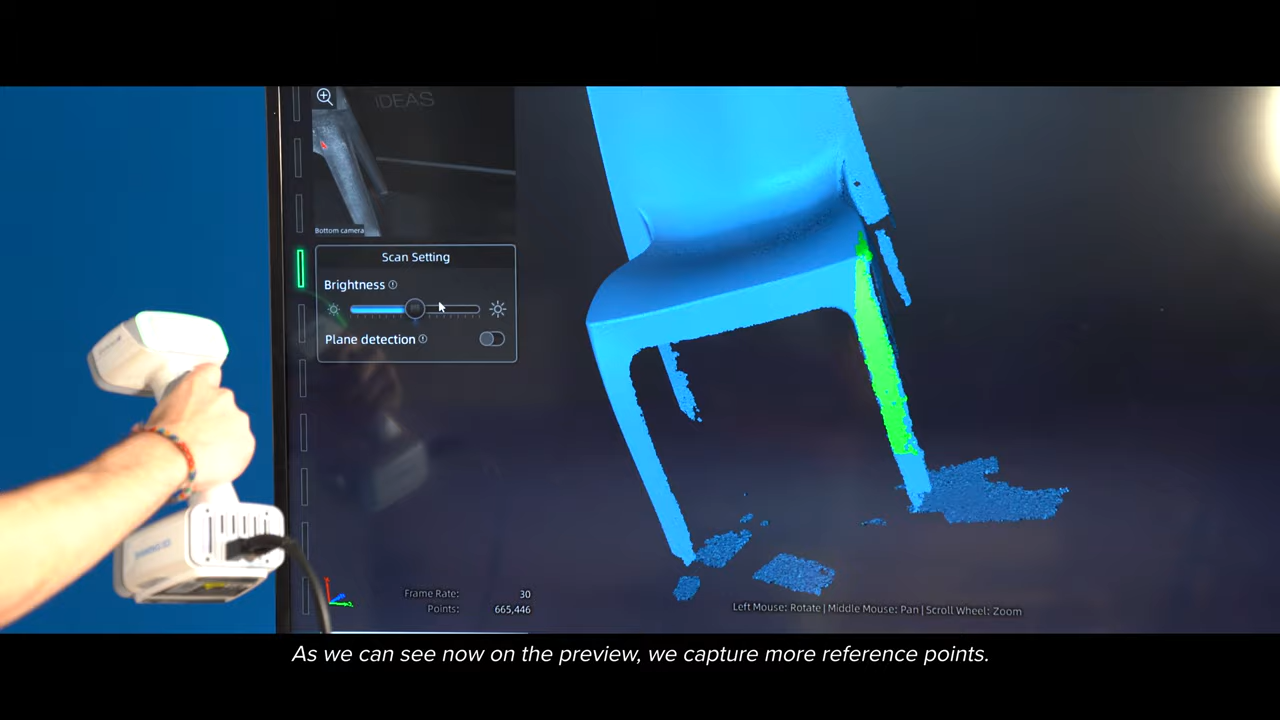 IDEAS
Bottom camera
Scan Setting
Brightness
Plane detection
Frame Rate: 30
Points: 665,446
Left Mouse: Rotate | Middle Mouse: Pan | Scroll Wheel: Zoom
As we can see now on the preview, we capture more reference points.